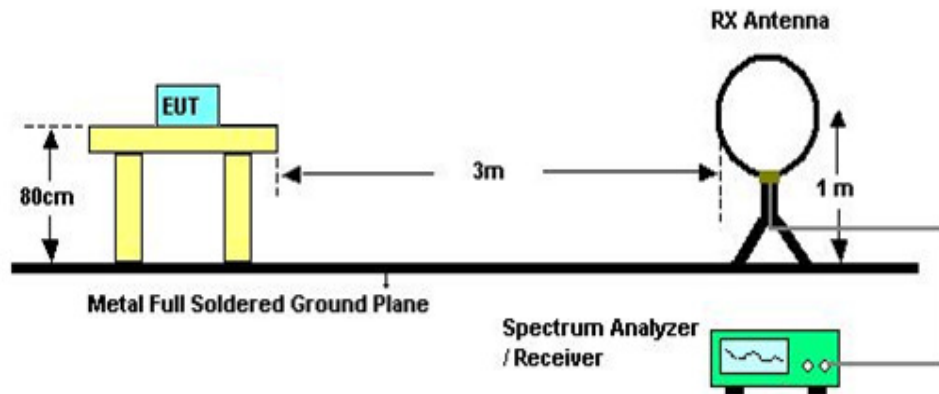 RX Antenna
EUT
80cm
3m
1 m
Metal Full Soldered Ground Plane
Spectrum Analyzer
/ Receiver